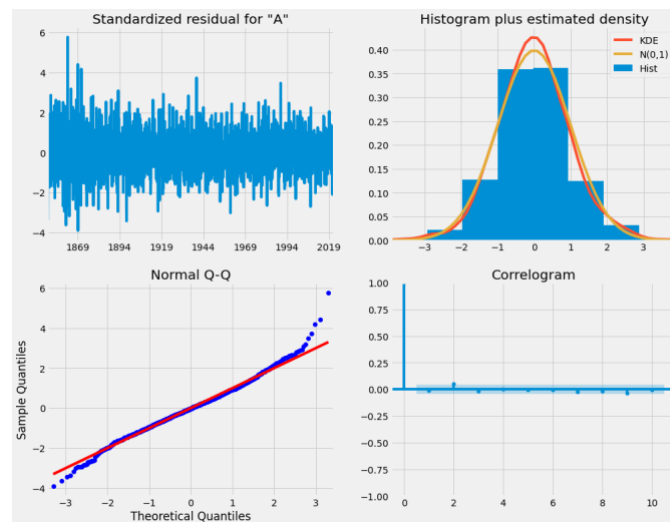 Standardized residual for "A"
6
4
2
0
−2
−4
1869 1894 1919 1944 1969 1994 2019
Histogram plus estimated density
KDE
N(0,1)
Hist
0.40
0.35
0.30
0.25
0.20
0.15
0.10
0.05
0.00
−3 −2 −1 0 1 2 3
Normal Q-Q
Sample Quantiles
6
4
2
0
−2
−4
−3 −2 −1 0 1 2 3
Theoretical Quantiles
Correlogram
1.00
0.75
0.50
0.25
0.00
−0.25
−0.50
−0.75
−1.00
0 2 4 6 8 10